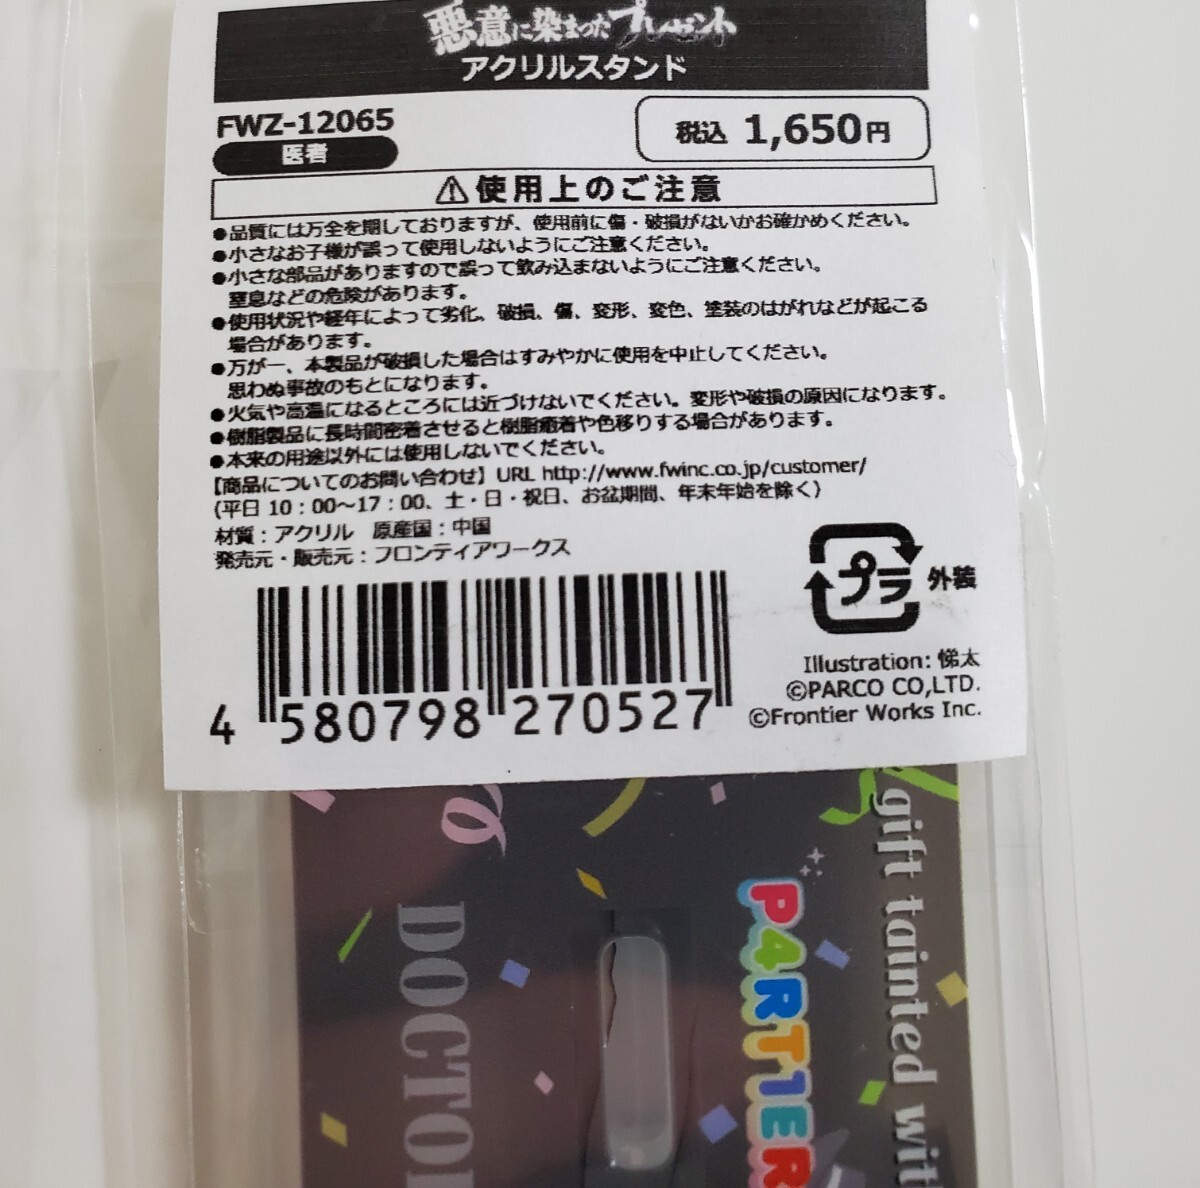 悪意に染まったプレゼント
アクリルスタンド
FWZ-12065
医者
税込 1,650円
⚠使用上のご注意
●品質には万全を期しておりますが、使用前に傷・破損がないかお確かめください。
●小さなお子様が誤って使用しないようにご注意ください。
●小さな部品がありますので誤って飲み込まないようにご注意ください。
窒息などの危険があります。
●使用状況や経年によって劣化、破損、傷、変形、変色、塗装のはがれなどが起こる
場合があります。
●万が一、本製品が破損した場合はすみやかに使用を中止してください。
思わぬ事故のもとになります。
●火気や高温になるところには近づけないでください。変形や破損の原因になります。
●樹脂製品に長時間密着させると樹脂癒着や色移りする場合があります。
●本来の用途以外には使用しないでください。
【商品についてのお問い合わせ】URL http://www.fwinc.co.jp/customer/
(平日 10：00～17：00、土・日・祝日、お盆期間、年末年始を除く)
材質：アクリル 原産国：中国
発売元・販売元：フロンティアワークス
プラ 外装
4 580798 270527
Illustration: 悌太
©PARCO CO,LTD.
©Frontier Works Inc.
gift tainted with
P4RT1ER
DOCTOR